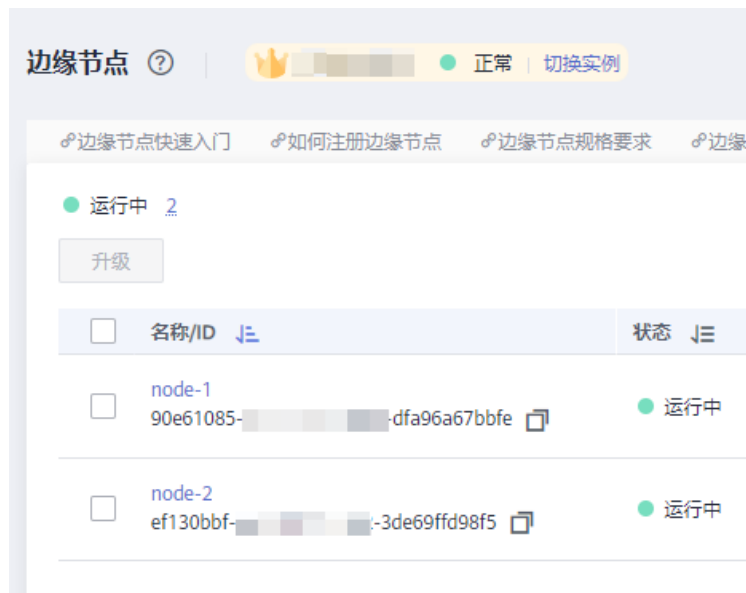 边缘节点 正常 切换实例
边缘节点快速入门 如何注册边缘节点 边缘节点规格要求 边缘
运行中 2
升级
名称/ID 状态
node-1
90e61085- -dfa96a67bbfe 运行中
node-2
ef130bbf- -3de69ffd98f5 运行中